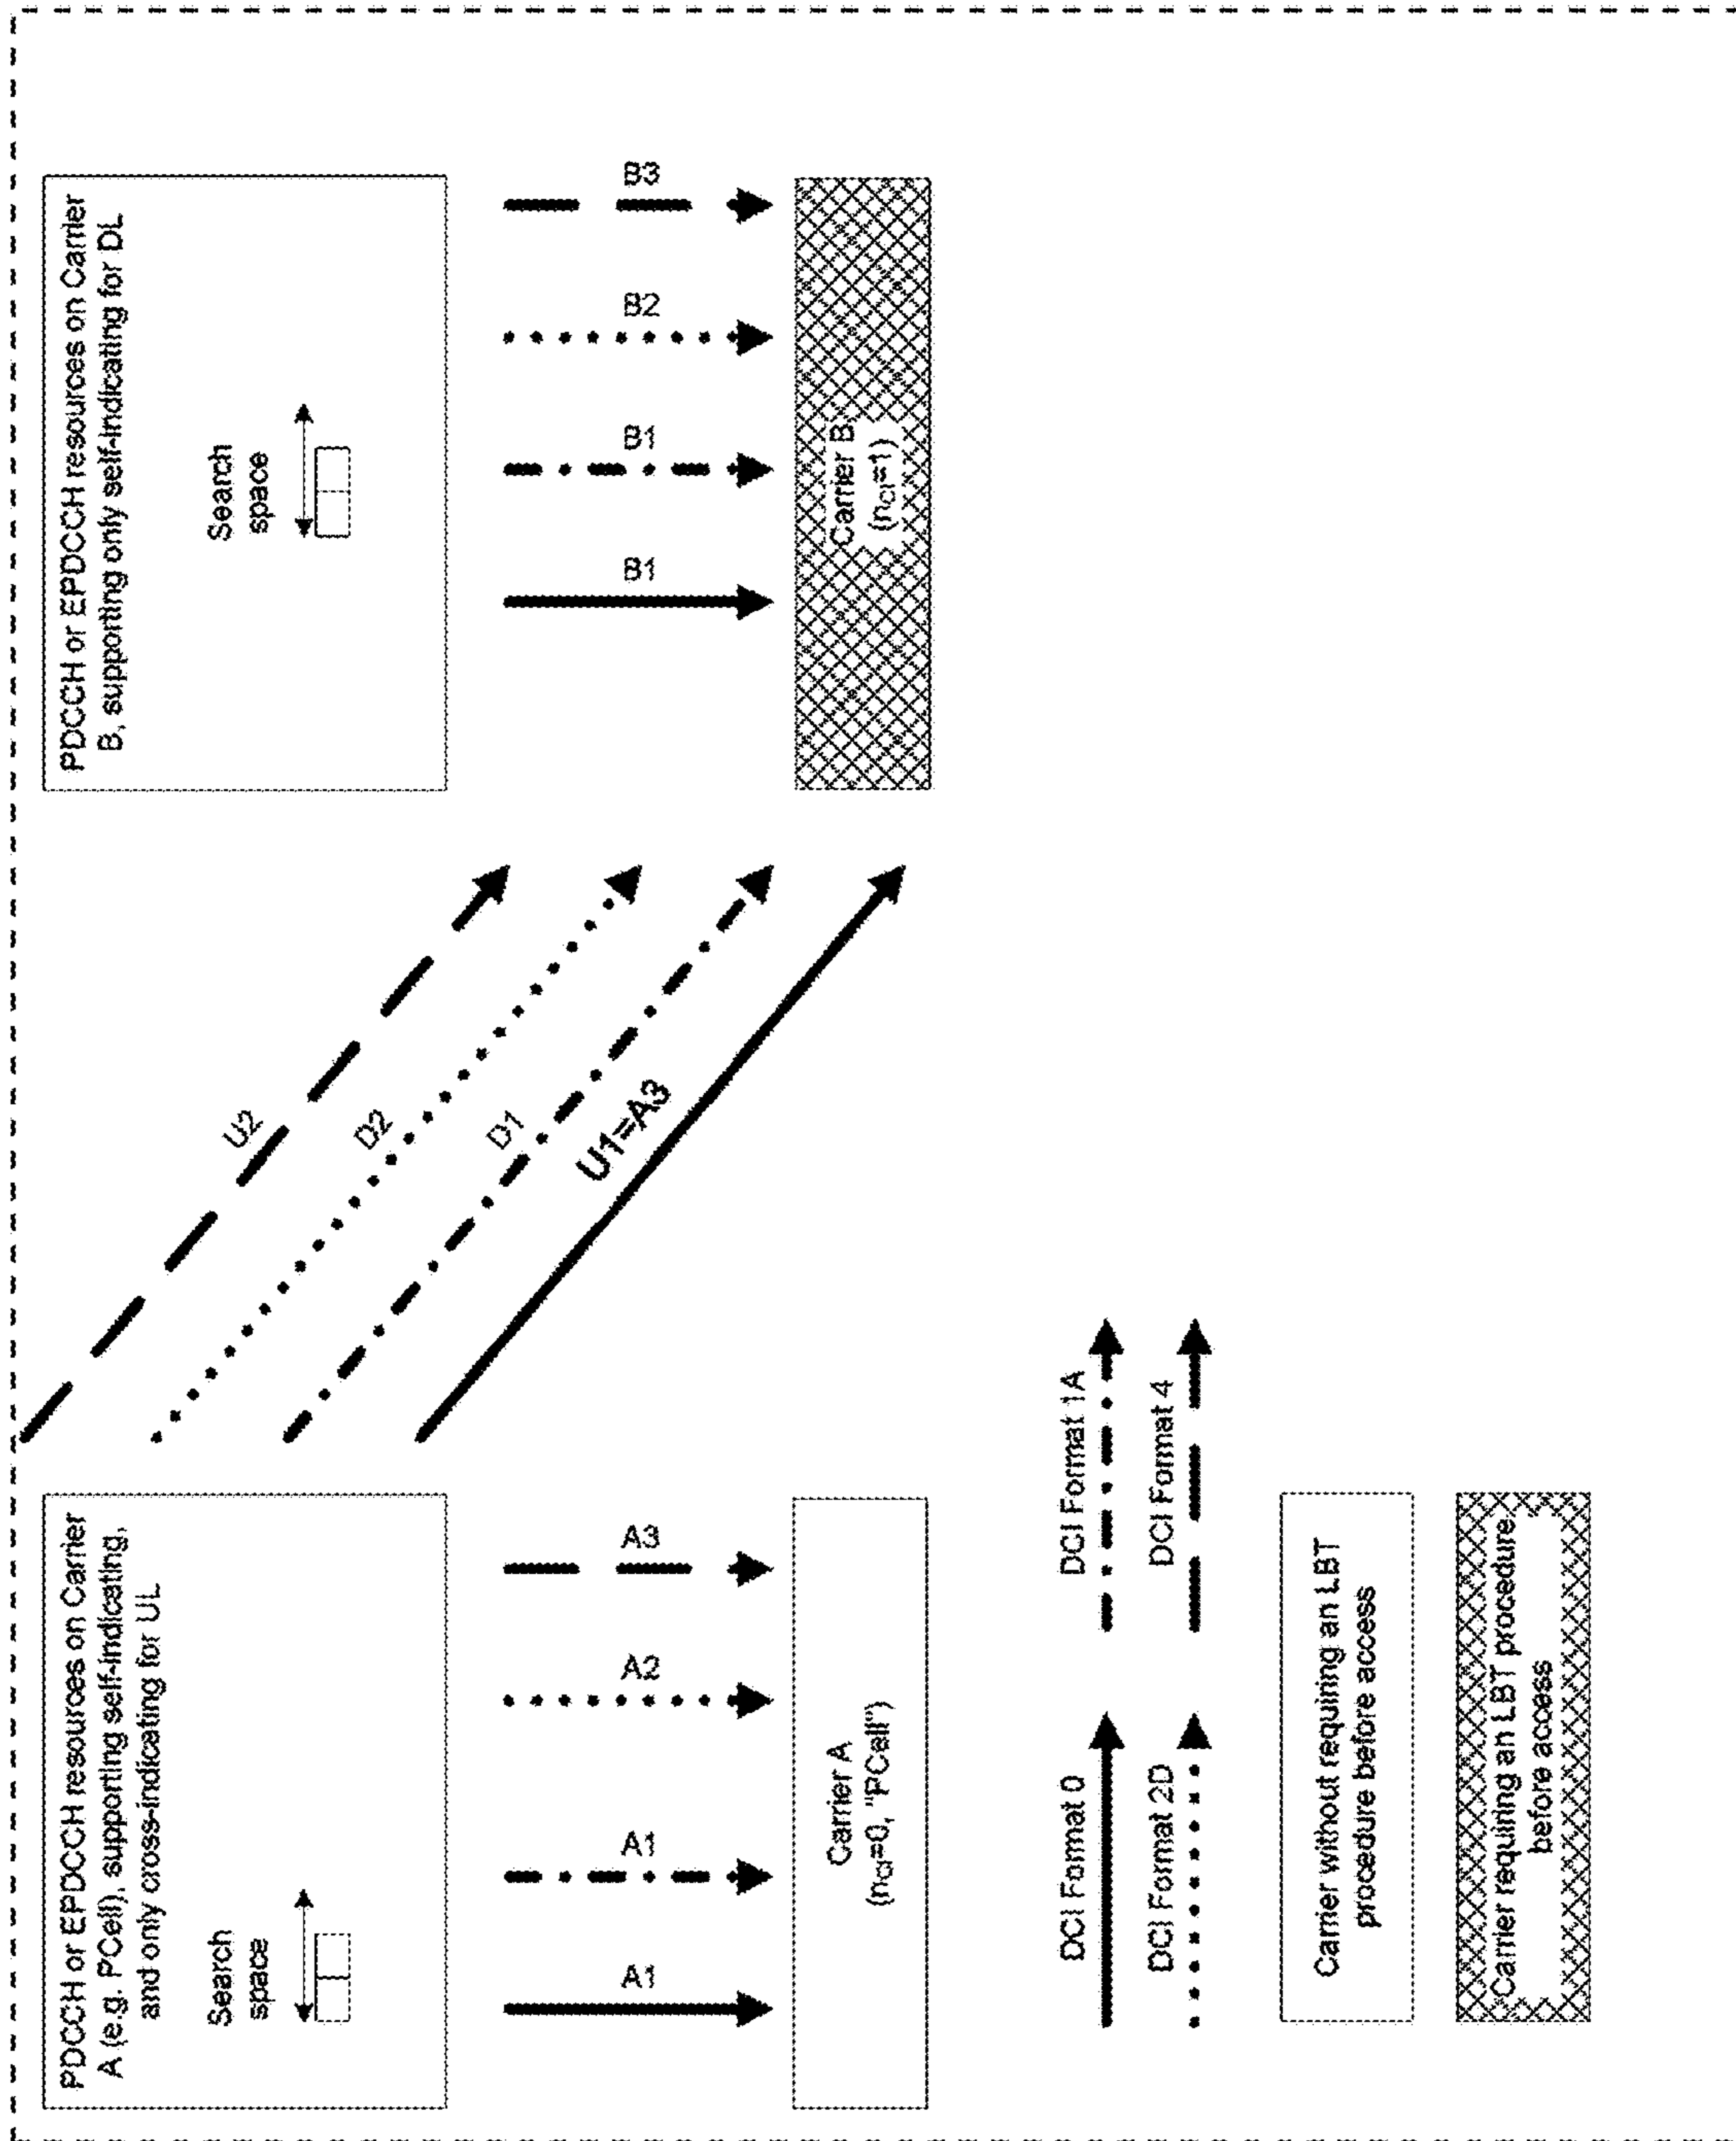 PDCCH or EPDCCH resources on Carrier
A (e.g. PCell), supporting self-indicating,
and only cross-indicating for UL
Search
space
A1
A1
A2
A3
Carrier A
(nCI=0, "PCell")
U2
D2
D1
U1=A3
PDCCH or EPDCCH resources on Carrier
B, supporting only self-indicating for DL
Search
space
B1
B1
B2
B3
Carrier B
(nCI=1)
DCI Format 0
DCI Format 1A
DCI Format 2D
DCI Format 4
Carrier without requiring an LBT
procedure before access
Carrier requiring an LBT procedure
before access